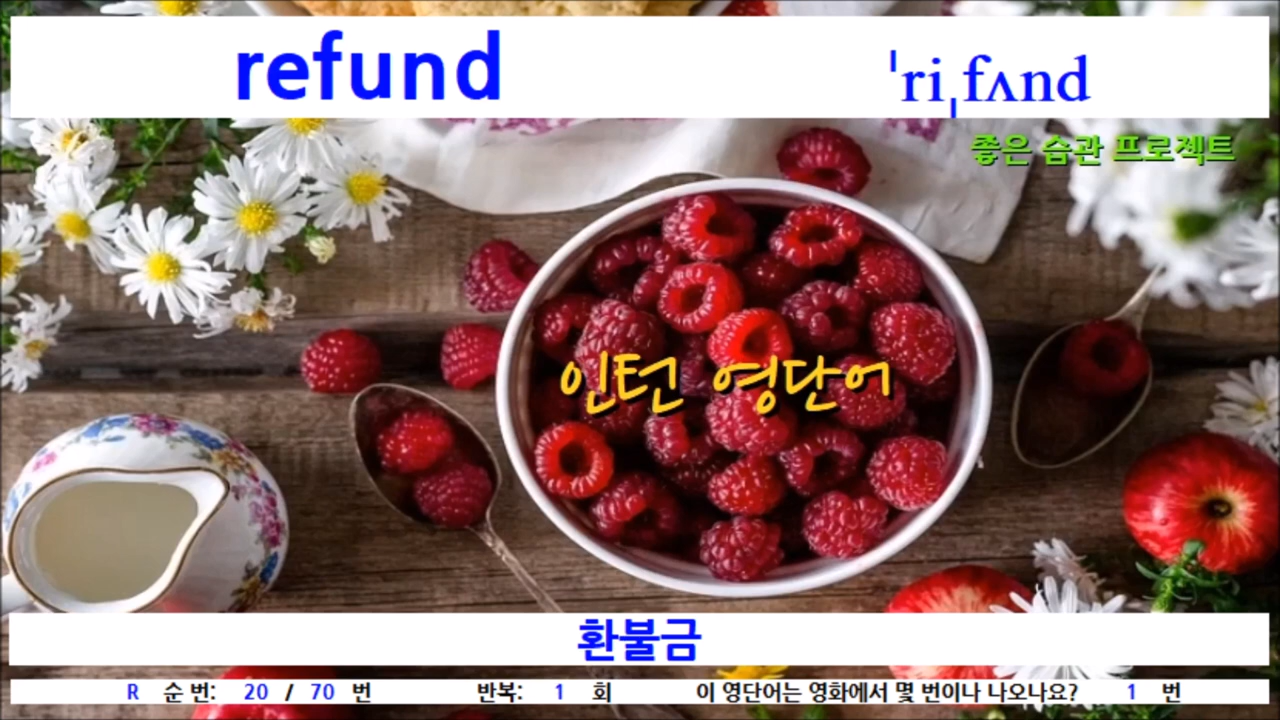 refund ˈriˌfʌnd
좋은 습관 프로젝트
인턴 영단어
환불금
R 순 번: 20 / 70 번 반복: 1 회 이 영단어는 영화에서 몇 번이나 나오나요? 1 번